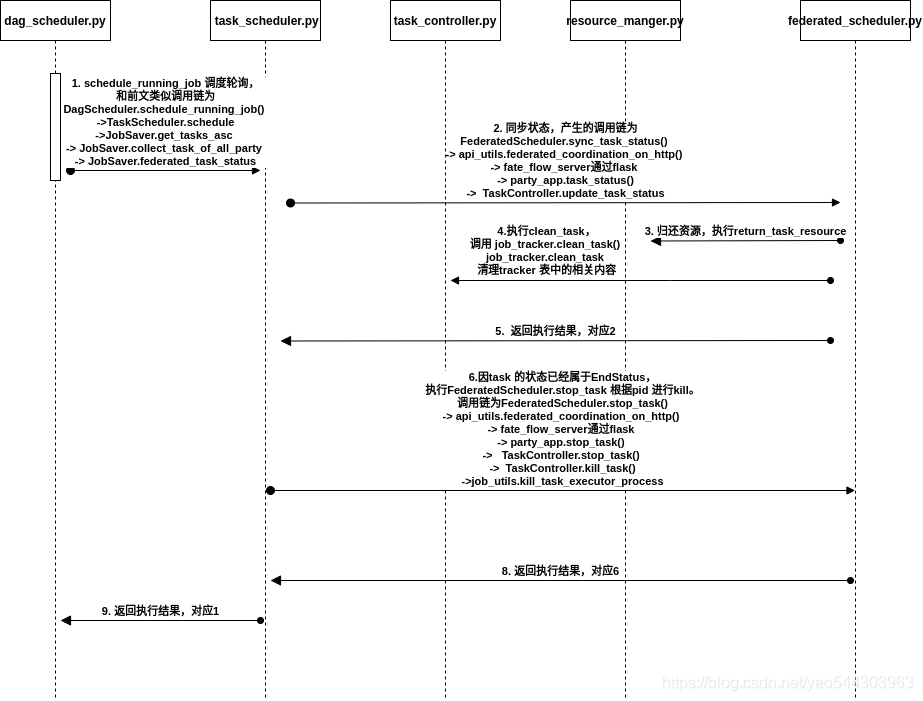 dag_scheduler.py
task_scheduler.py
task_controller.py
resource_manger.py
federated_scheduler.py
1. schedule_running_job 调度轮询，
和前文类似调用链为
DagScheduler.schedule_running_job()
->TaskScheduler.schedule
->JobSaver.get_tasks_asc
-> JobSaver.collect_task_of_all_party
-> JobSaver.federated_task_status
2. 同步状态，产生的调用链为
FederatedScheduler.sync_task_status()
-> api_utils.federated_coordination_on_http()
-> fate_flow_server通过flask
-> party_app.task_status()
-> TaskController.update_task_status
3. 归还资源，执行return_task_resource
4.执行clean_task，
调用 job_tracker.clean_task()
job_tracker.clean_task
清理tracker 表中的相关内容
5. 返回执行结果，对应2
6.因task 的状态已经属于EndStatus，
执行FederatedScheduler.stop_task 根据pid 进行kill。
调用链为FederatedScheduler.stop_task()
-> api_utils.federated_coordination_on_http()
-> fate_flow_server通过flask
-> party_app.stop_task()
-> TaskController.stop_task()
-> TaskController.kill_task()
->job_utils.kill_task_executor_process
8. 返回执行结果，对应6
9. 返回执行结果，对应1
https://blog.csdn.net/yao544303963